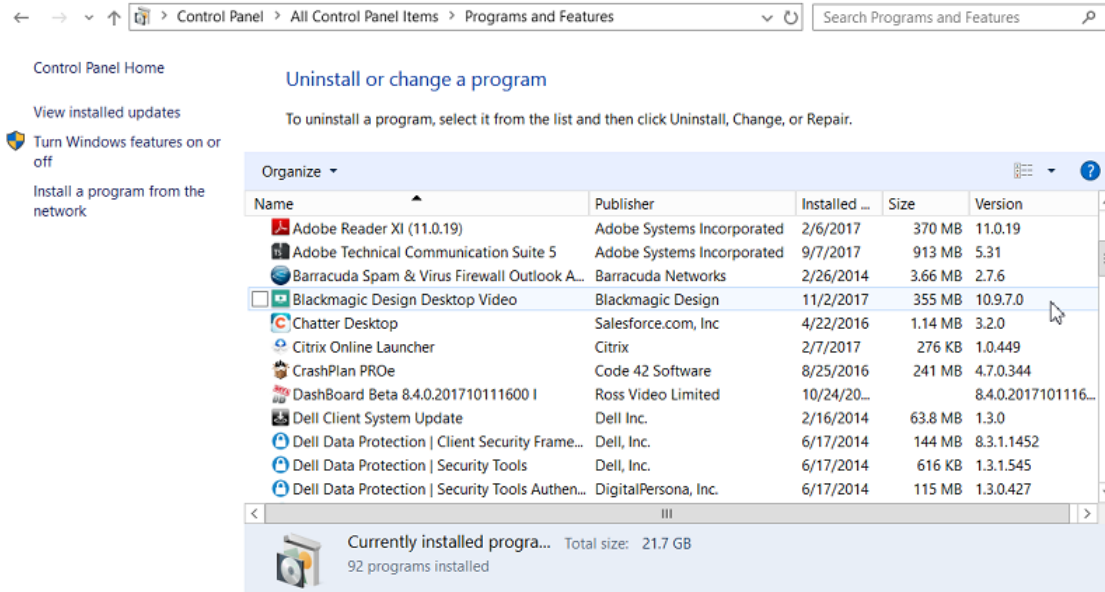 Control Panel > All Control Panel Items > Programs and Features
Search Programs and Features
Control Panel Home
View installed updates
Turn Windows features on or
off
Install a program from the
network
Uninstall or change a program
To uninstall a program, select it from the list and then click Uninstall, Change, or Repair.
Organize
Name Publisher Installed ... Size Version
Adobe Reader XI (11.0.19) Adobe Systems Incorporated 2/6/2017 370 MB 11.0.19
Adobe Technical Communication Suite 5 Adobe Systems Incorporated 9/7/2017 913 MB 5.31
Barracuda Spam & Virus Firewall Outlook A... Barracuda Networks 2/26/2014 3.66 MB 2.7.6
Blackmagic Design Desktop Video Blackmagic Design 11/2/2017 355 MB 10.9.7.0
Chatter Desktop Salesforce.com, Inc 4/22/2016 1.14 MB 3.2.0
Citrix Online Launcher Citrix 2/7/2017 276 KB 1.0.449
CrashPlan PROe Code 42 Software 8/25/2016 241 MB 4.7.0.344
DashBoard Beta 8.4.0.201710111600 I Ross Video Limited 10/24/20... 8.4.0.2017101116...
Dell Client System Update Dell Inc. 2/16/2014 63.8 MB 1.3.0
Dell Data Protection | Client Security Frame... Dell, Inc. 6/17/2014 144 MB 8.3.1.1452
Dell Data Protection | Security Tools Dell, Inc. 6/17/2014 616 KB 1.3.1.545
Dell Data Protection | Security Tools Authen... DigitalPersona, Inc. 6/17/2014 115 MB 1.3.0.427
Currently installed progra... Total size: 21.7 GB
92 programs installed